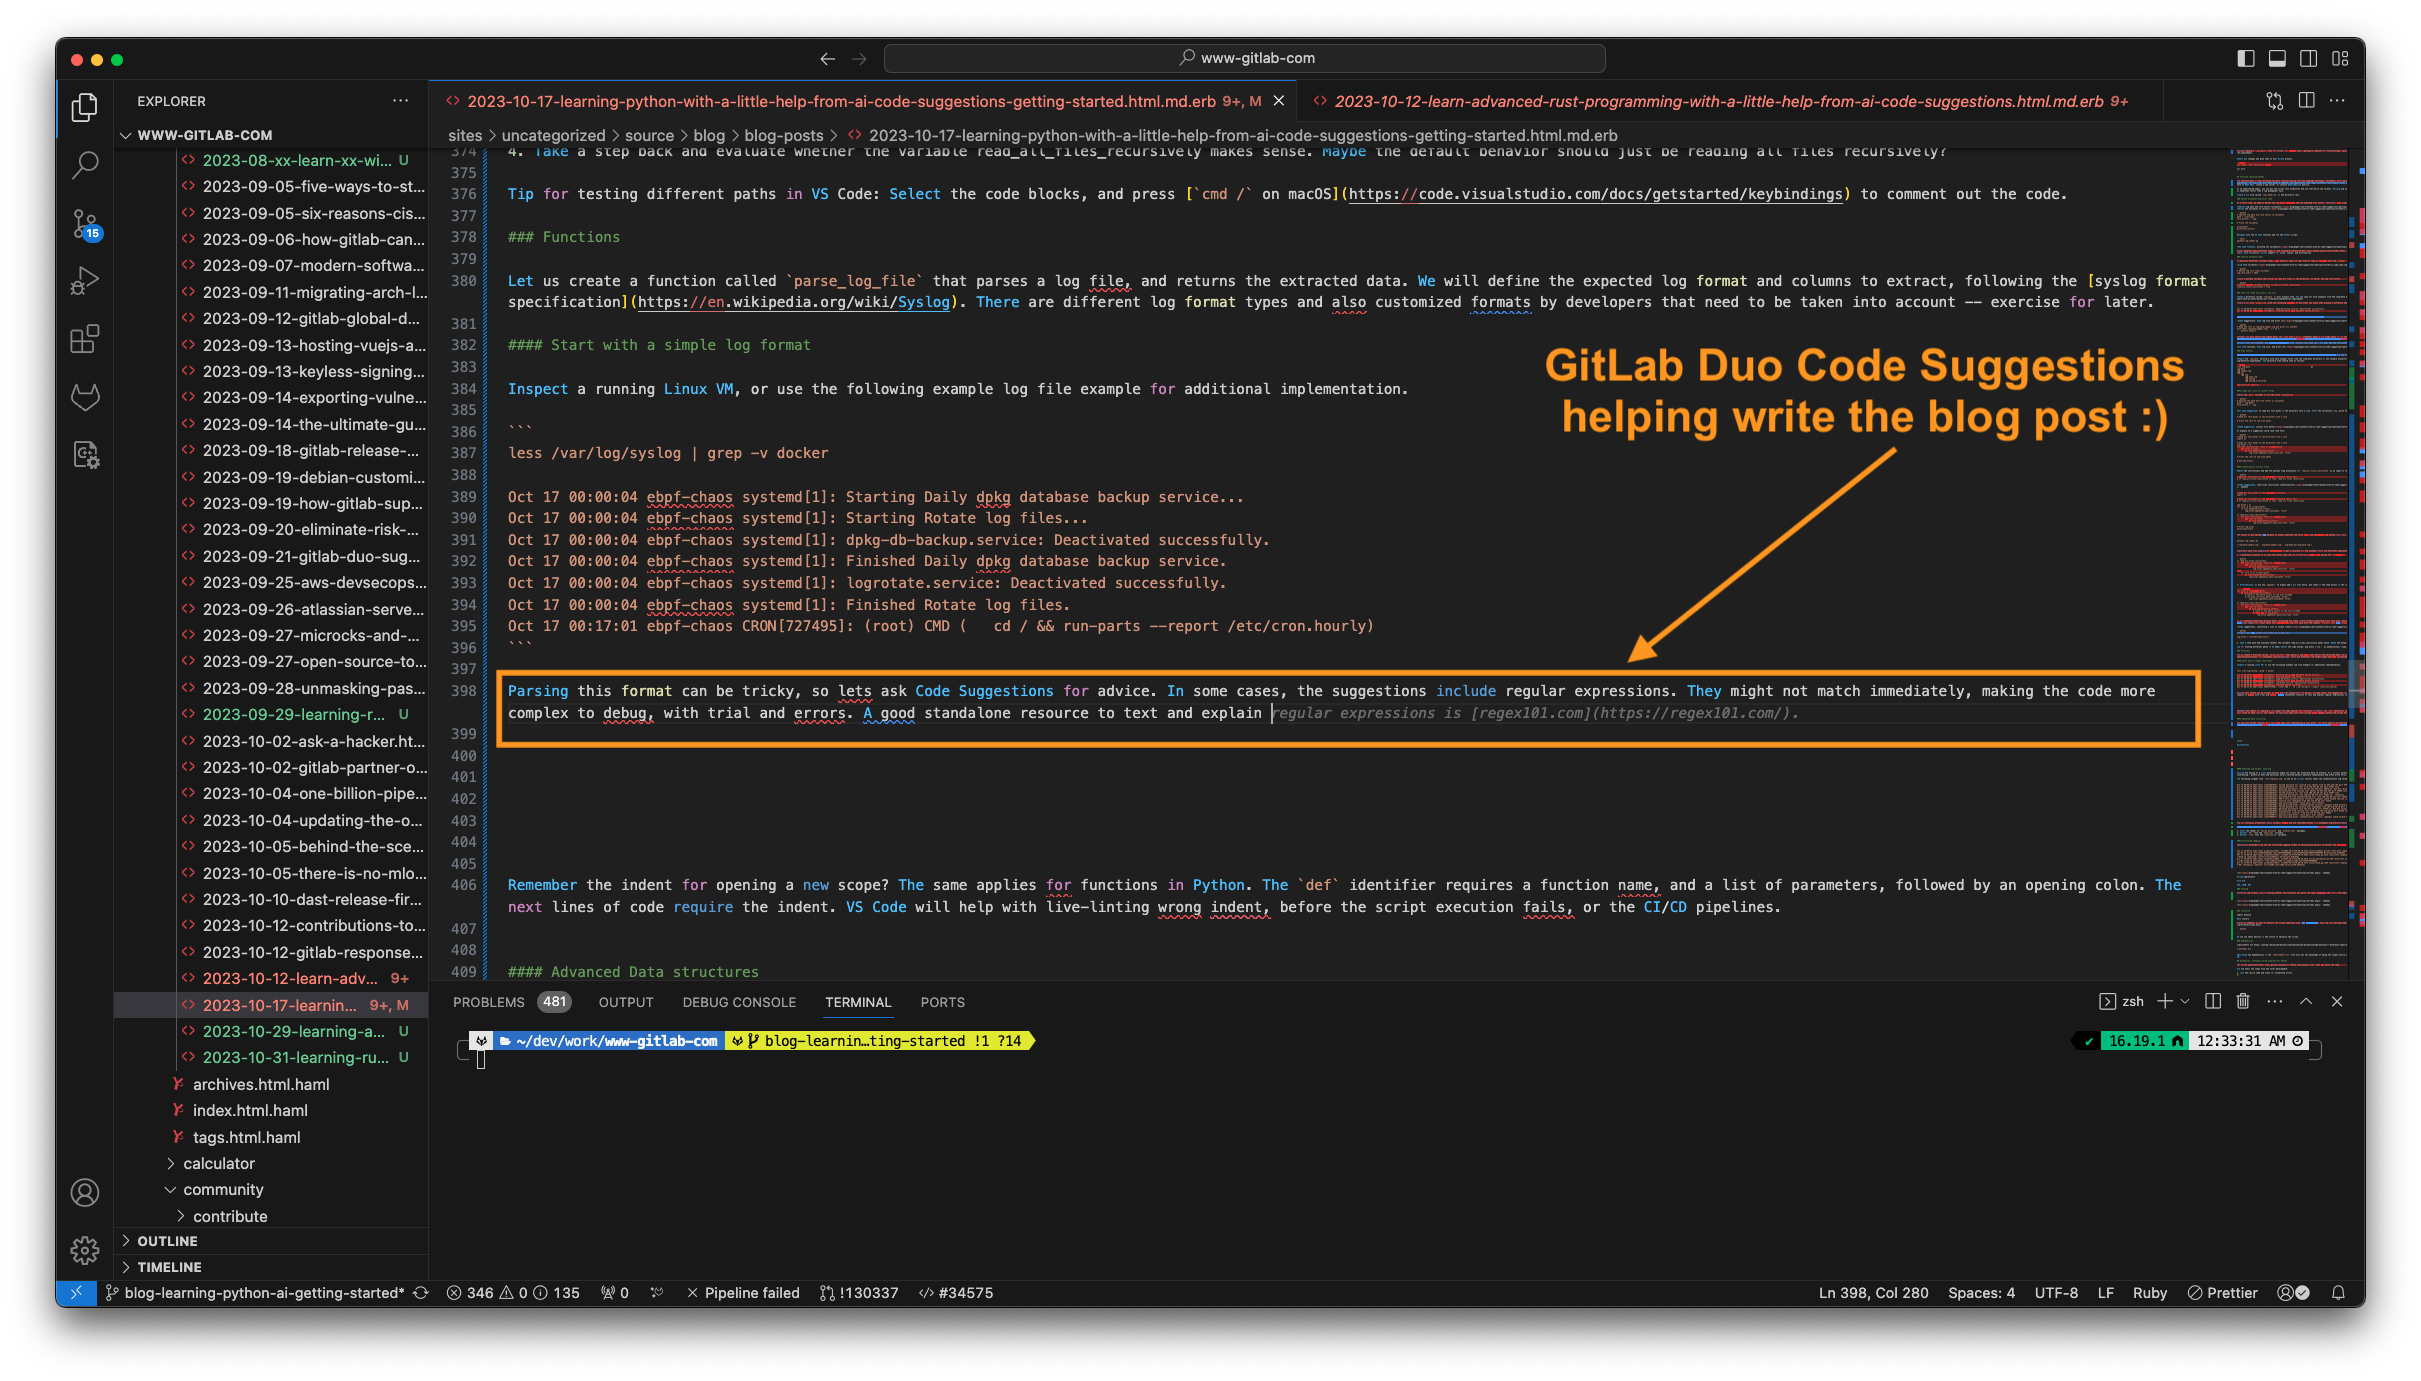 www-gitlab-com
EXPLORER
WWW-GITLAB-COM
2023-08-xx-learn-xx-wi... U
2023-09-05-five-ways-to-st...
2023-09-05-six-reasons-cis...
2023-09-06-how-gitlab-can...
2023-09-07-modern-softwa...
2023-09-11-migrating-arch-l...
2023-09-12-gitlab-global-d...
2023-09-13-hosting-vuejs-a...
2023-09-13-keyless-signing...
2023-09-14-exporting-vulne...
2023-09-14-the-ultimate-gu...
2023-09-18-gitlab-release-...
2023-09-19-debian-customi...
2023-09-19-how-gitlab-sup...
2023-09-20-eliminate-risk-...
2023-09-21-gitlab-duo-sug...
2023-09-25-aws-devsecops...
2023-09-26-atlassian-serve...
2023-09-27-microcks-and-...
2023-09-27-open-source-to...
2023-09-28-unmasking-pas...
2023-09-29-learning-r... U
2023-10-02-ask-a-hacker.ht...
2023-10-02-gitlab-partner-o...
2023-10-04-one-billion-pipe...
2023-10-04-updating-the-o...
2023-10-05-behind-the-sce...
2023-10-05-there-is-no-mlo...
2023-10-10-dast-release-fir...
2023-10-12-contributions-to...
2023-10-12-gitlab-response...
2023-10-12-learn-adv... 9+
2023-10-17-learnin... 9+, M
2023-10-29-learning-a... U
2023-10-31-learning-ru... U
archives.html.haml
index.html.haml
tags.html.haml
calculator
community
contribute
OUTLINE
TIMELINE
15
2023-10-17-learning-python-with-a-little-help-from-ai-code-suggestions-getting-started.html.md.erb 9+, M
2023-10-12-learn-advanced-rust-programming-with-a-little-help-from-ai-code-suggestions.html.md.erb 9+
sites > uncategorized > source > blog > blog-posts > 2023-10-17-learning-python-with-a-little-help-from-ai-code-suggestions-getting-started.html.md.erb
374 4. Take a step back and evaluate whether the variable read_all_files_recursively makes sense. Maybe the default behavior should just be reading all files recursively?
375
376 Tip for testing different paths in VS Code: Select the code blocks, and press [`cmd /` on macOS](https://code.visualstudio.com/docs/getstarted/keybindings) to comment out the code.
377
378 ### Functions
379
380 Let us create a function called `parse_log_file` that parses a log file, and returns the extracted data. We will define the expected log format and columns to extract, following the [syslog format
specification](https://en.wikipedia.org/wiki/Syslog). There are different log format types and also customized formats by developers that need to be taken into account -- exercise for later.
381
382 #### Start with a simple log format
383
384 Inspect a running Linux VM, or use the following example log file example for additional implementation.
385
386 ```
387 less /var/log/syslog | grep -v docker
388
389 Oct 17 00:00:04 ebpf-chaos systemd[1]: Starting Daily dpkg database backup service...
390 Oct 17 00:00:04 ebpf-chaos systemd[1]: Starting Rotate log files...
391 Oct 17 00:00:04 ebpf-chaos systemd[1]: dpkg-db-backup.service: Deactivated successfully.
392 Oct 17 00:00:04 ebpf-chaos systemd[1]: Finished Daily dpkg database backup service.
393 Oct 17 00:00:04 ebpf-chaos systemd[1]: logrotate.service: Deactivated successfully.
394 Oct 17 00:00:04 ebpf-chaos systemd[1]: Finished Rotate log files.
395 Oct 17 00:17:01 ebpf-chaos CRON[727495]: (root) CMD (   cd / && run-parts --report /etc/cron.hourly)
396 ```
397
398 Parsing this format can be tricky, so lets ask Code Suggestions for advice. In some cases, the suggestions include regular expressions. They might not match immediately, making the code more
complex to debug, with trial and errors. A good standalone resource to text and explain regular expressions is [regex101.com](https://regex101.com/).
399
400
401
402
403
404
405
406 Remember the indent for opening a new scope? The same applies for functions in Python. The `def` identifier requires a function name, and a list of parameters, followed by an opening colon. The
next lines of code require the indent. VS Code will help with live-linting wrong indent, before the script execution fails, or the CI/CD pipelines.
407
408
409 #### Advanced Data structures
GitLab Duo Code Suggestions
helping write the blog post :)
PROBLEMS 481 OUTPUT DEBUG CONSOLE TERMINAL PORTS
zsh
~/dev/work/www-gitlab-com blog-learnin…ting-started !1 ?14
16.19.1 12:33:31 AM
blog-learning-python-ai-getting-started* 346 0 135 0 Pipeline failed !130337 #34575
Ln 398, Col 280 Spaces: 4 UTF-8 LF Ruby Prettier